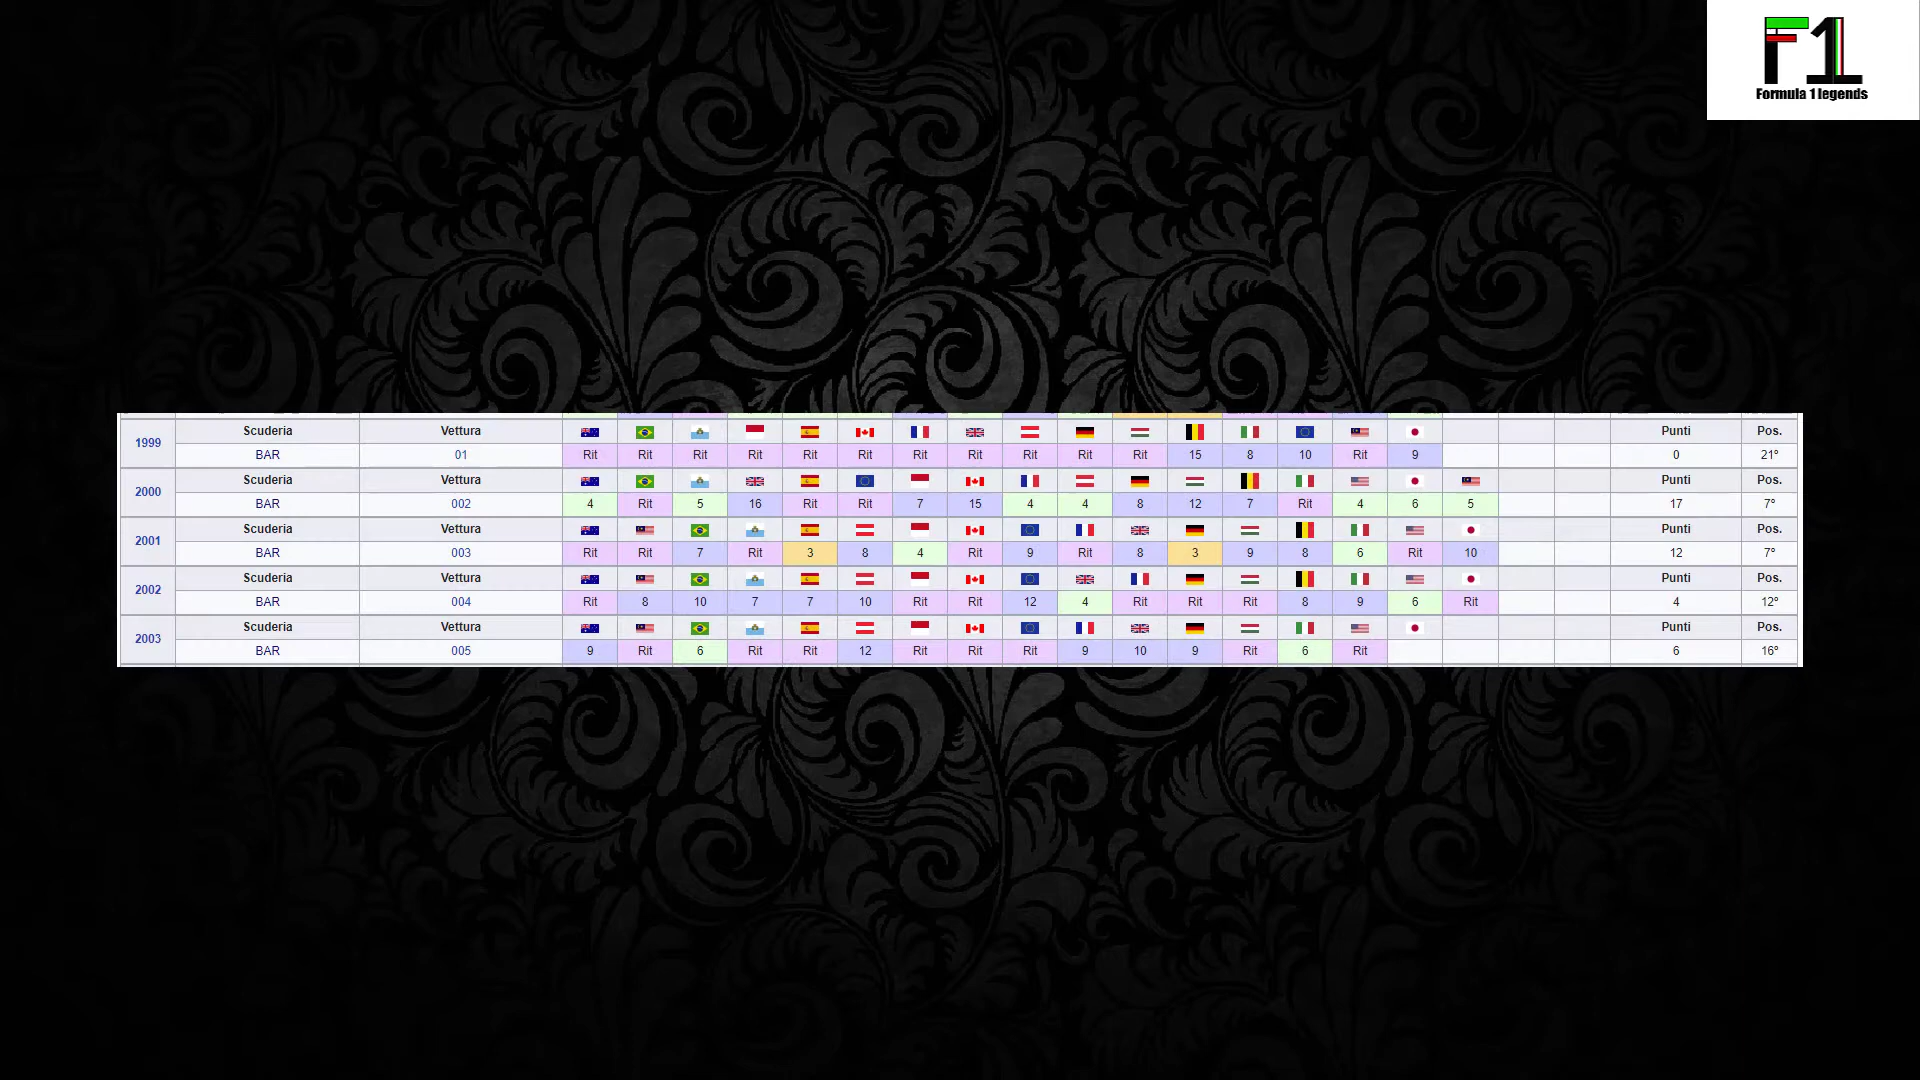 F1
Formula 1 legends
1999 Scuderia Vettura Punti Pos.
BAR 01 Rit Rit Rit Rit Rit Rit Rit Rit Rit Rit Rit 15 8 10 Rit 9 0 21°
2000 Scuderia Vettura Punti Pos.
BAR 002 4 Rit 5 16 Rit Rit 7 15 4 4 8 12 7 Rit 4 6 5 17 7°
2001 Scuderia Vettura Punti Pos.
BAR 003 Rit Rit 7 Rit 3 8 4 Rit 9 Rit 8 3 9 8 6 Rit 10 12 7°
2002 Scuderia Vettura Punti Pos.
BAR 004 Rit 8 10 7 7 10 Rit Rit 12 4 Rit Rit Rit 8 9 6 Rit 4 12°
2003 Scuderia Vettura Punti Pos.
BAR 005 9 Rit 6 Rit Rit 12 Rit Rit Rit 9 10 9 Rit 6 Rit 6 16°